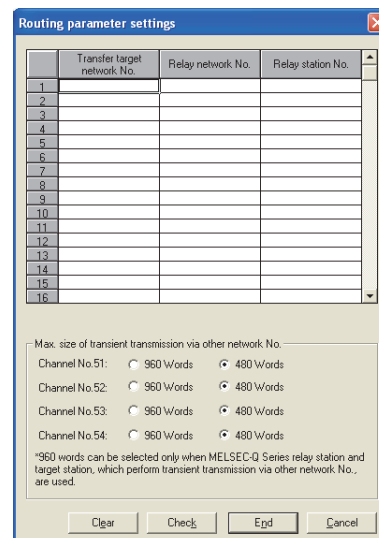 Routing parameter settings
Transfer target network No. Relay network No. Relay station No.
1
2
3
4
5
6
7
8
9
10
11
12
13
14
15
16
Max. size of transient transmission via other network No.
Channel No.51: 960 Words 480 Words
Channel No.52: 960 Words 480 Words
Channel No.53: 960 Words 480 Words
Channel No.54: 960 Words 480 Words
*960 words can be selected only when MELSEC-Q Series relay station and
target station, which perform transient transmission via other network No.,
are used.
Clear Check End Cancel